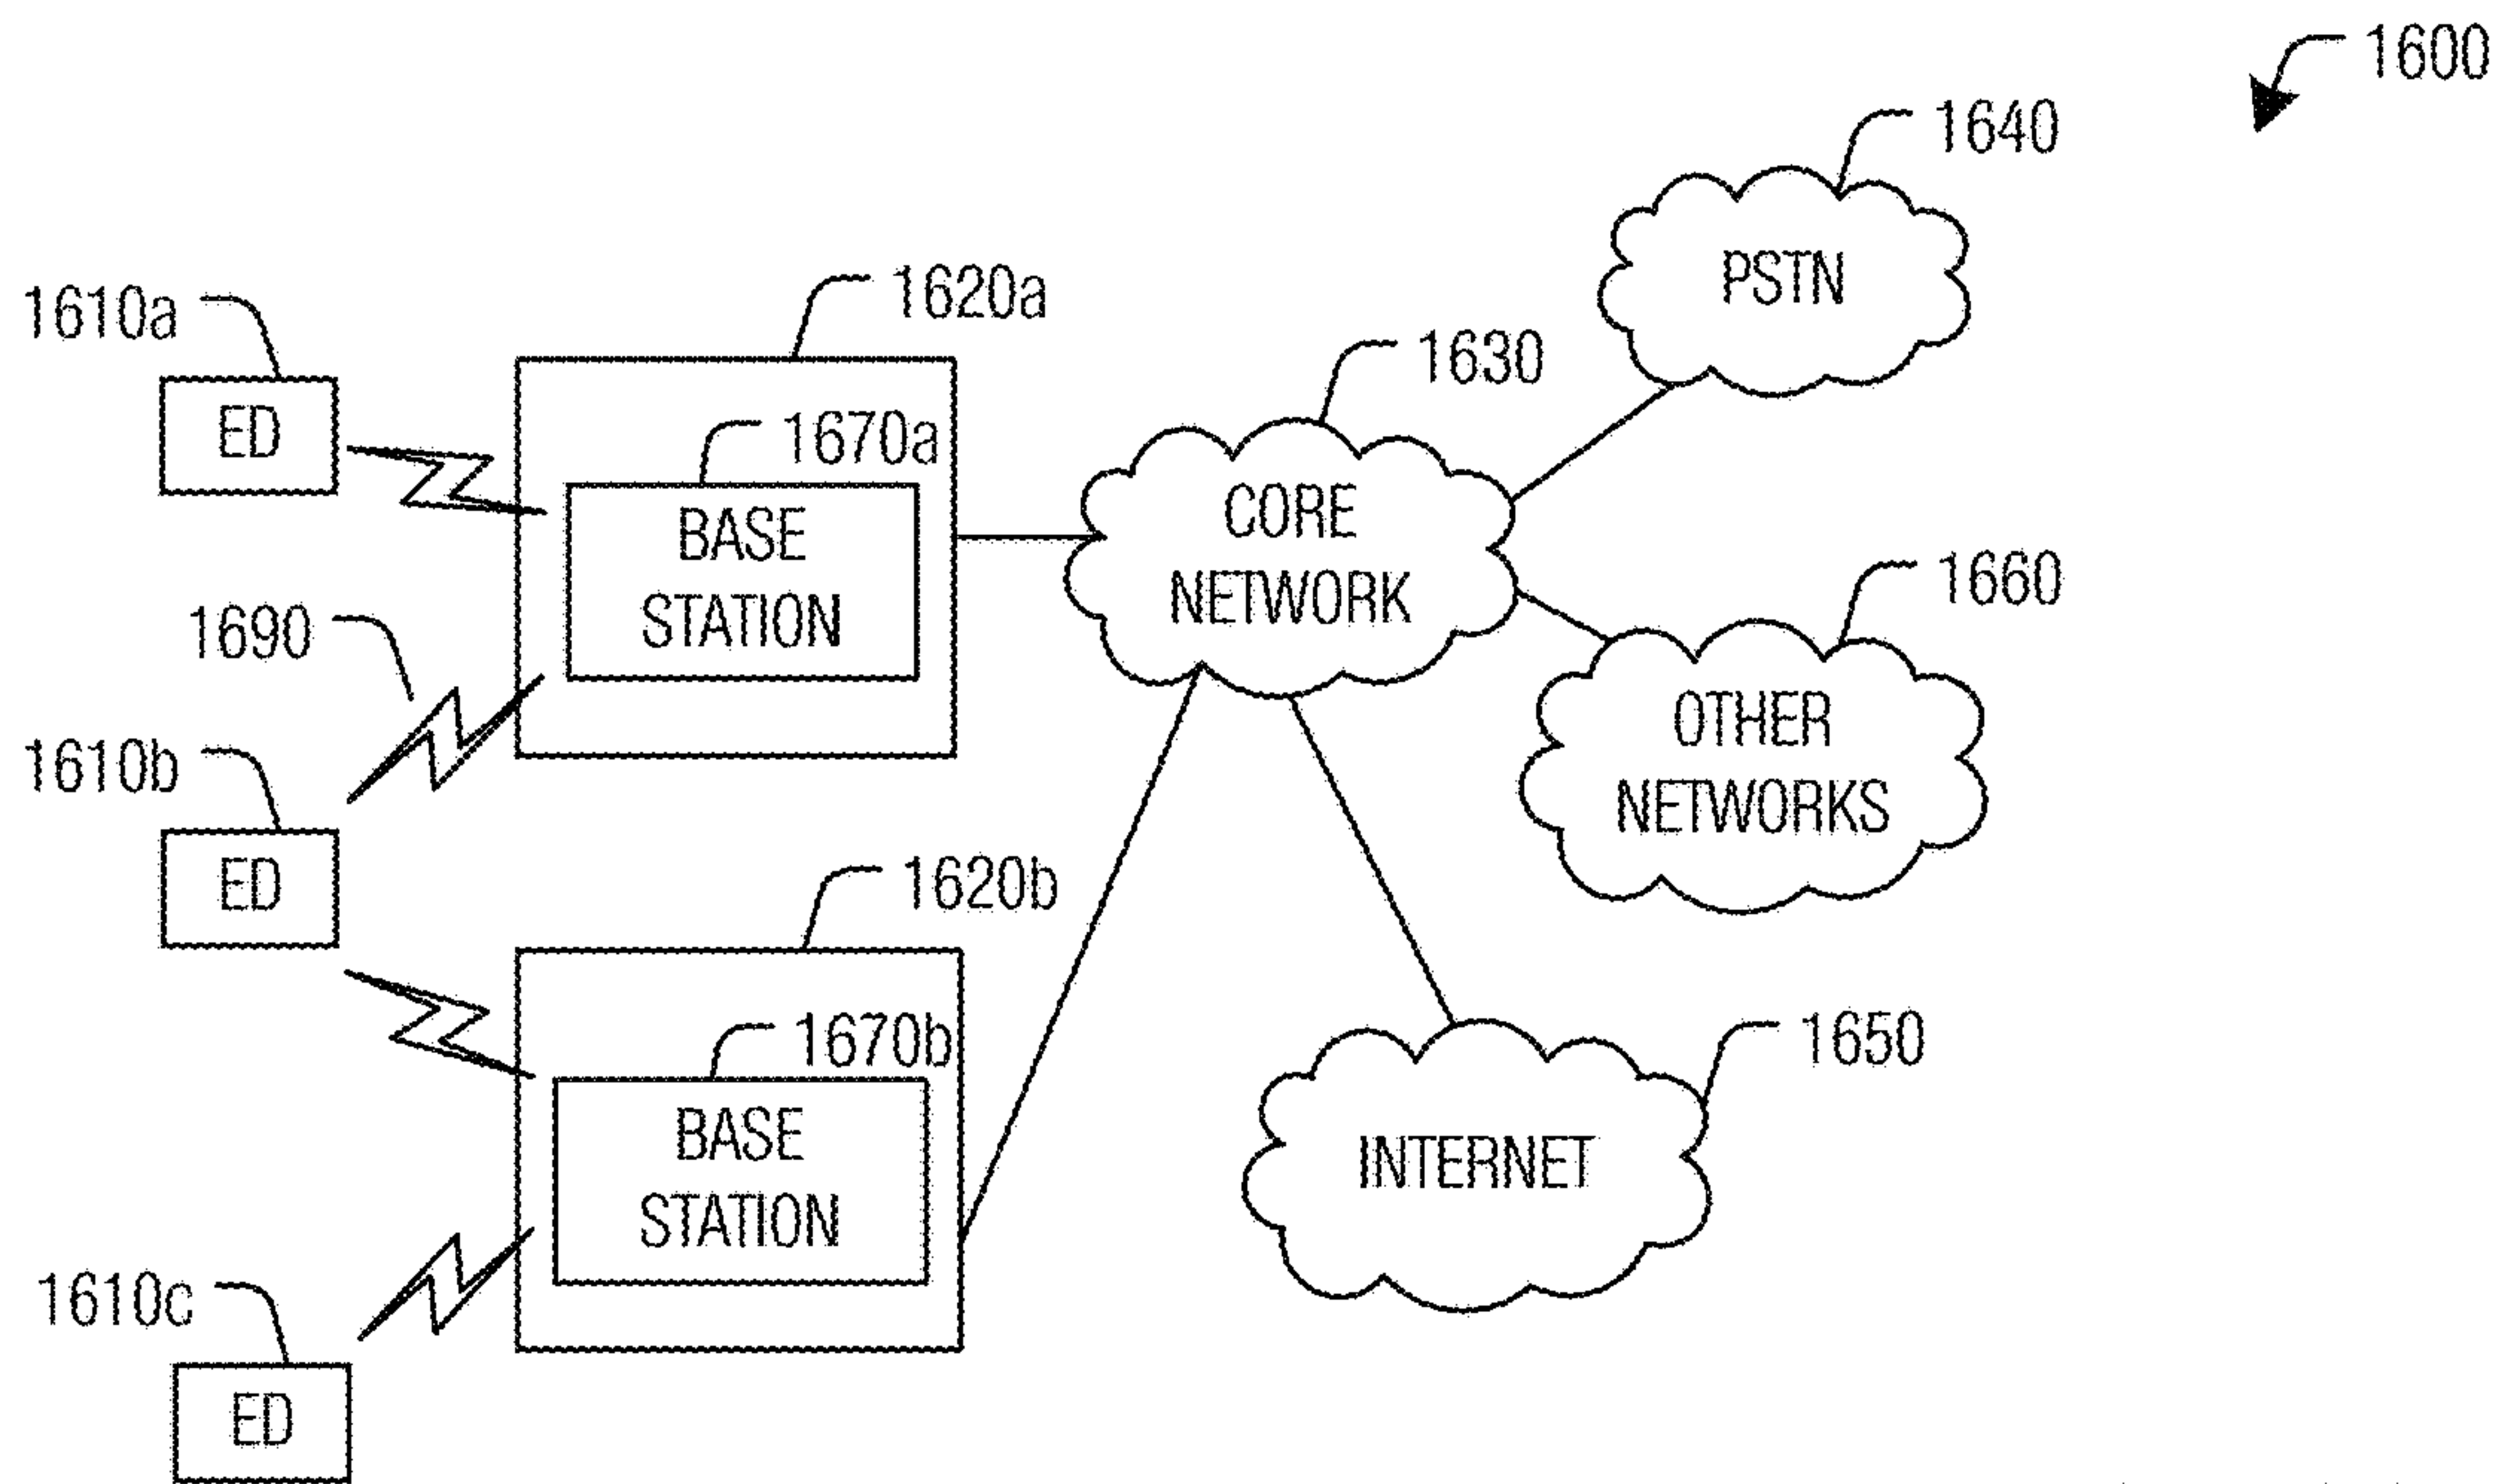 1600
1640
PSTN
1620a
1610a
1630
ED
1670a
CORE
NETWORK
BASE
STATION
1660
1690
OTHER
NETWORKS
1610b
ED
1620b
1670b
1650
BASE
STATION
INTERNET
1610c
ED